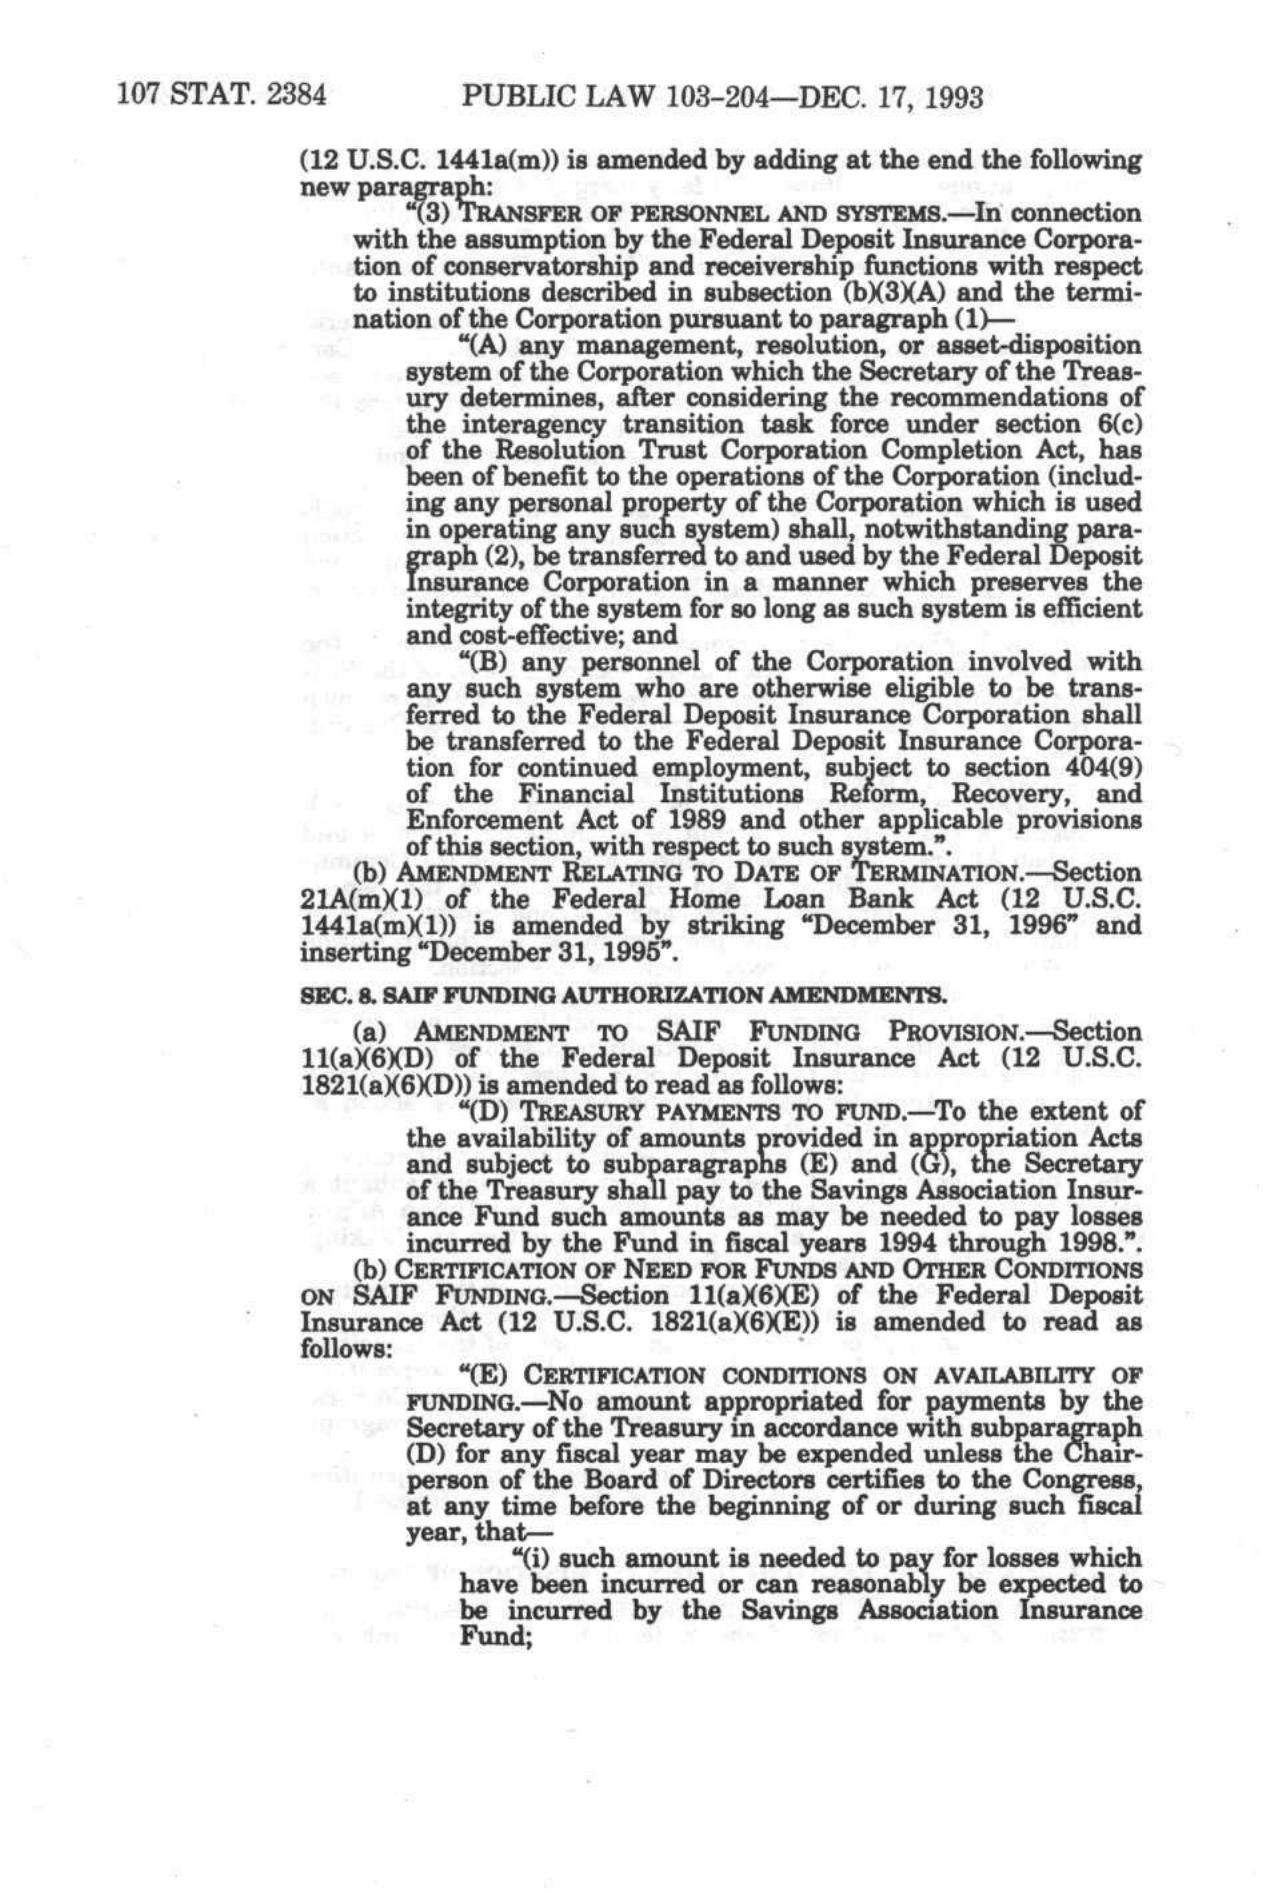 107 STAT. 2384 PUBLIC LAW 103-204—DEC. 17, 1993
(12 U.S.C. 1441a(m)) is amended by adding at the end the following
new paragraph:
"(3) TRANSFER OF PERSONNEL AND SYSTEMS.—In connection
with the assumption by the Federal Deposit Insurance Corpora-
tion of conservatorship and receivership functions with respect
to institutions described in subsection (b)(3)(A) and the termi-
nation of the Corporation pursuant to paragraph (1)—
"(A) any management, resolution, or asset-disposition
system of the Corporation which the Secretary of the Treas-
ury determines, after considering the recommendations of
the interagency transition task force under section 6(c)
of the Resolution Trust Corporation Completion Act, has
been of benefit to the operations of the Corporation (includ-
ing any personal property of the Corporation which is used
in operating any such system) shall, notwithstanding para-
graph (2), be transferred to and used by the Federal Deposit
Insurance Corporation in a manner which preserves the
integrity of the system for so long as such system is efficient
and cost-effective; and
"(B) any personnel of the Corporation involved with
any such system who are otherwise eligible to be trans-
ferred to the Federal Deposit Insurance Corporation shall
be transferred to the Federal Deposit Insurance Corpora-
tion for continued employment, subject to section 404(9)
of the Financial Institutions Reform, Recovery, and
Enforcement Act of 1989 and other applicable provisions
of this section, with respect to such system.".
(b) AMENDMENT RELATING TO DATE OF TERMINATION.—Section
21A(m)(1) of the Federal Home Loan Bank Act (12 U.S.C.
1441a(m)(1)) is amended by striking "December 31, 1996" and
inserting "December 31, 1995".
SEC. 8. SAIF FUNDING AUTHORIZATION AMENDMENTS.
(a) AMENDMENT TO SAIF FUNDING PROVISION.—Section
11(a)(6)(D) of the Federal Deposit Insurance Act (12 U.S.C.
1821(a)(6)(D)) is amended to read as follows:
"(D) TREASURY PAYMENTS TO FUND.—To the extent of
the availability of amounts provided in appropriation Acts
and subject to subparagraphs (E) and (G), the Secretary
of the Treasury shall pay to the Savings Association Insur-
ance Fund such amounts as may be needed to pay losses
incurred by the Fund in fiscal years 1994 through 1998.".
(b) CERTIFICATION OF NEED FOR FUNDS AND OTHER CONDITIONS
ON SAIF FUNDING.—Section 11(a)(6)(E) of the Federal Deposit
Insurance Act (12 U.S.C. 1821(a)(6)(E)) is amended to read as
follows:
"(E) CERTIFICATION CONDITIONS ON AVAILABILITY OF
FUNDING.—No amount appropriated for payments by the
Secretary of the Treasury in accordance with subparagraph
(D) for any fiscal year may be expended unless the Chair-
person of the Board of Directors certifies to the Congress,
at any time before the beginning of or during such fiscal
year, that—
"(i) such amount is needed to pay for losses which
have been incurred or can reasonably be expected to
be incurred by the Savings Association Insurance
Fund;